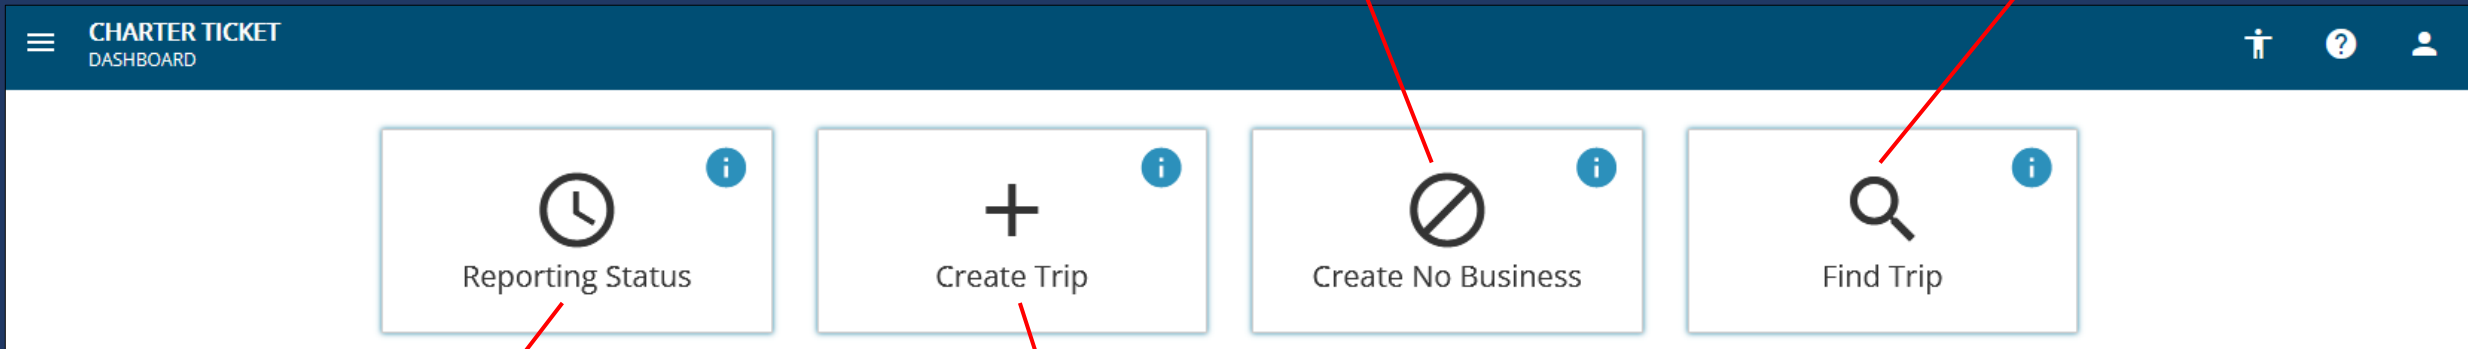 CHARTER TICKET
DASHBOARD
Reporting Status
Create Trip
Create No Business
Find Trip